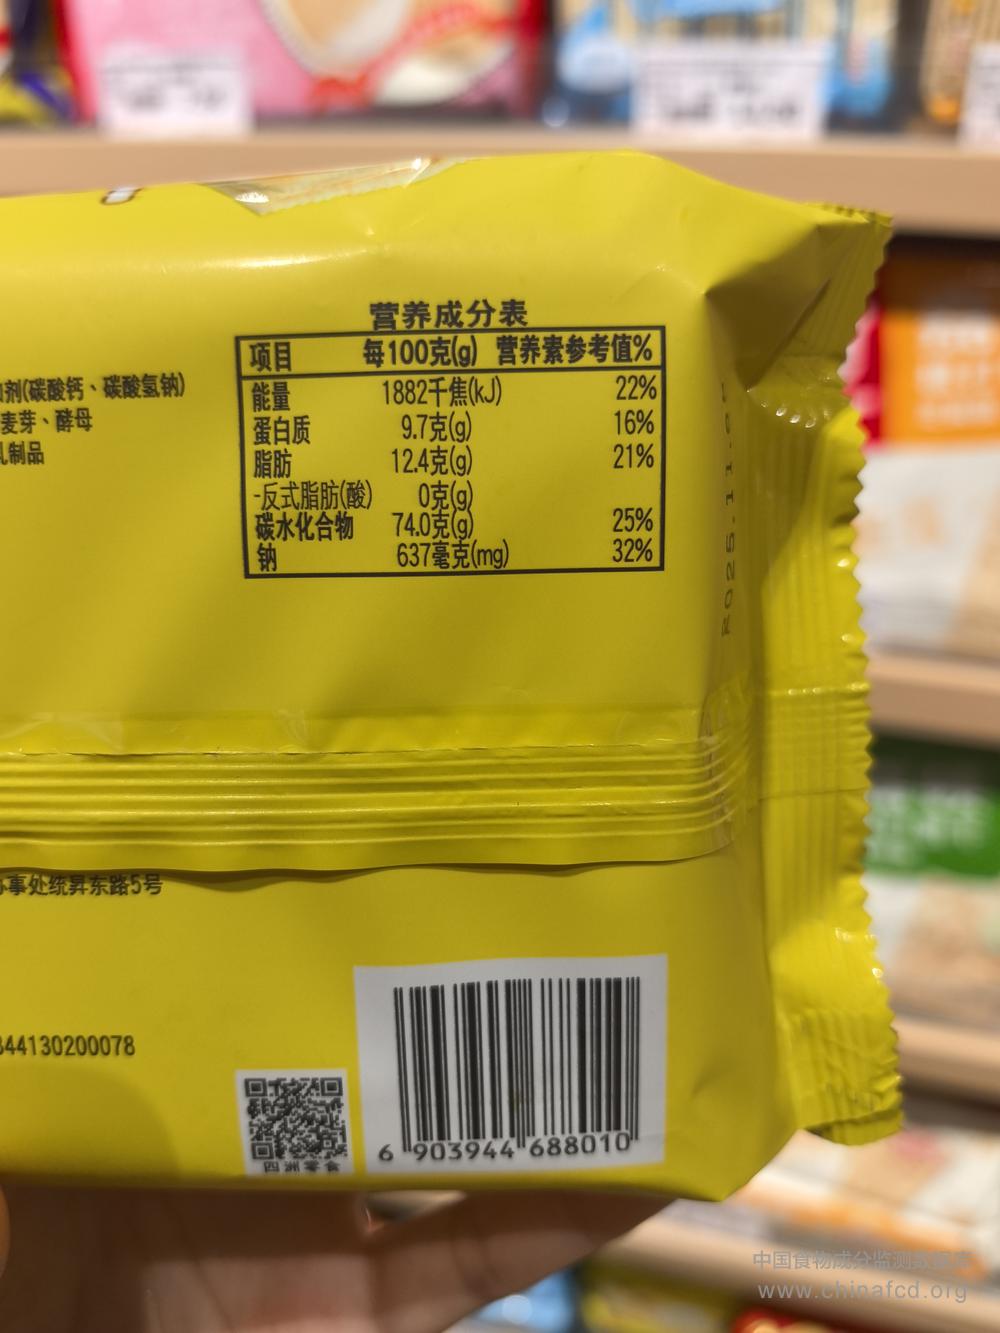 营养成分表
项目 每100克(g) 营养素参考值%
能量 1882千焦(kJ) 22%
蛋白质 9.7克(g) 16%
脂肪 12.4克(g) 21%
-反式脂肪(酸) 0克(g)
碳水化合物 74.0克(g) 25%
钠 637毫克(mg) 32%
剂(碳酸钙、碳酸氢钠)
麦芽、酵母
制品
事处统昇东路5号
44130200078
四洲零食
6 903944 688010
中国食物成分监测数据库
www.chinafcd.org